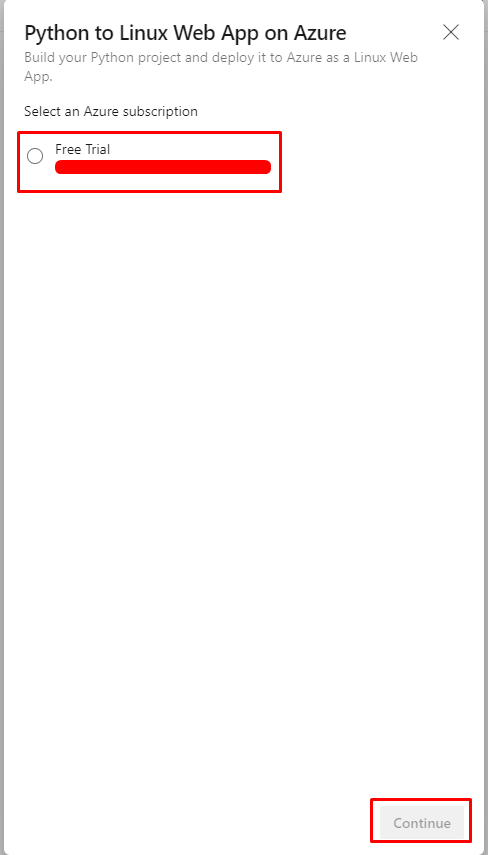 Python to Linux Web App on Azure
Build your Python project and deploy it to Azure as a Linux Web
App.
Select an Azure subscription
Free Trial
Continue